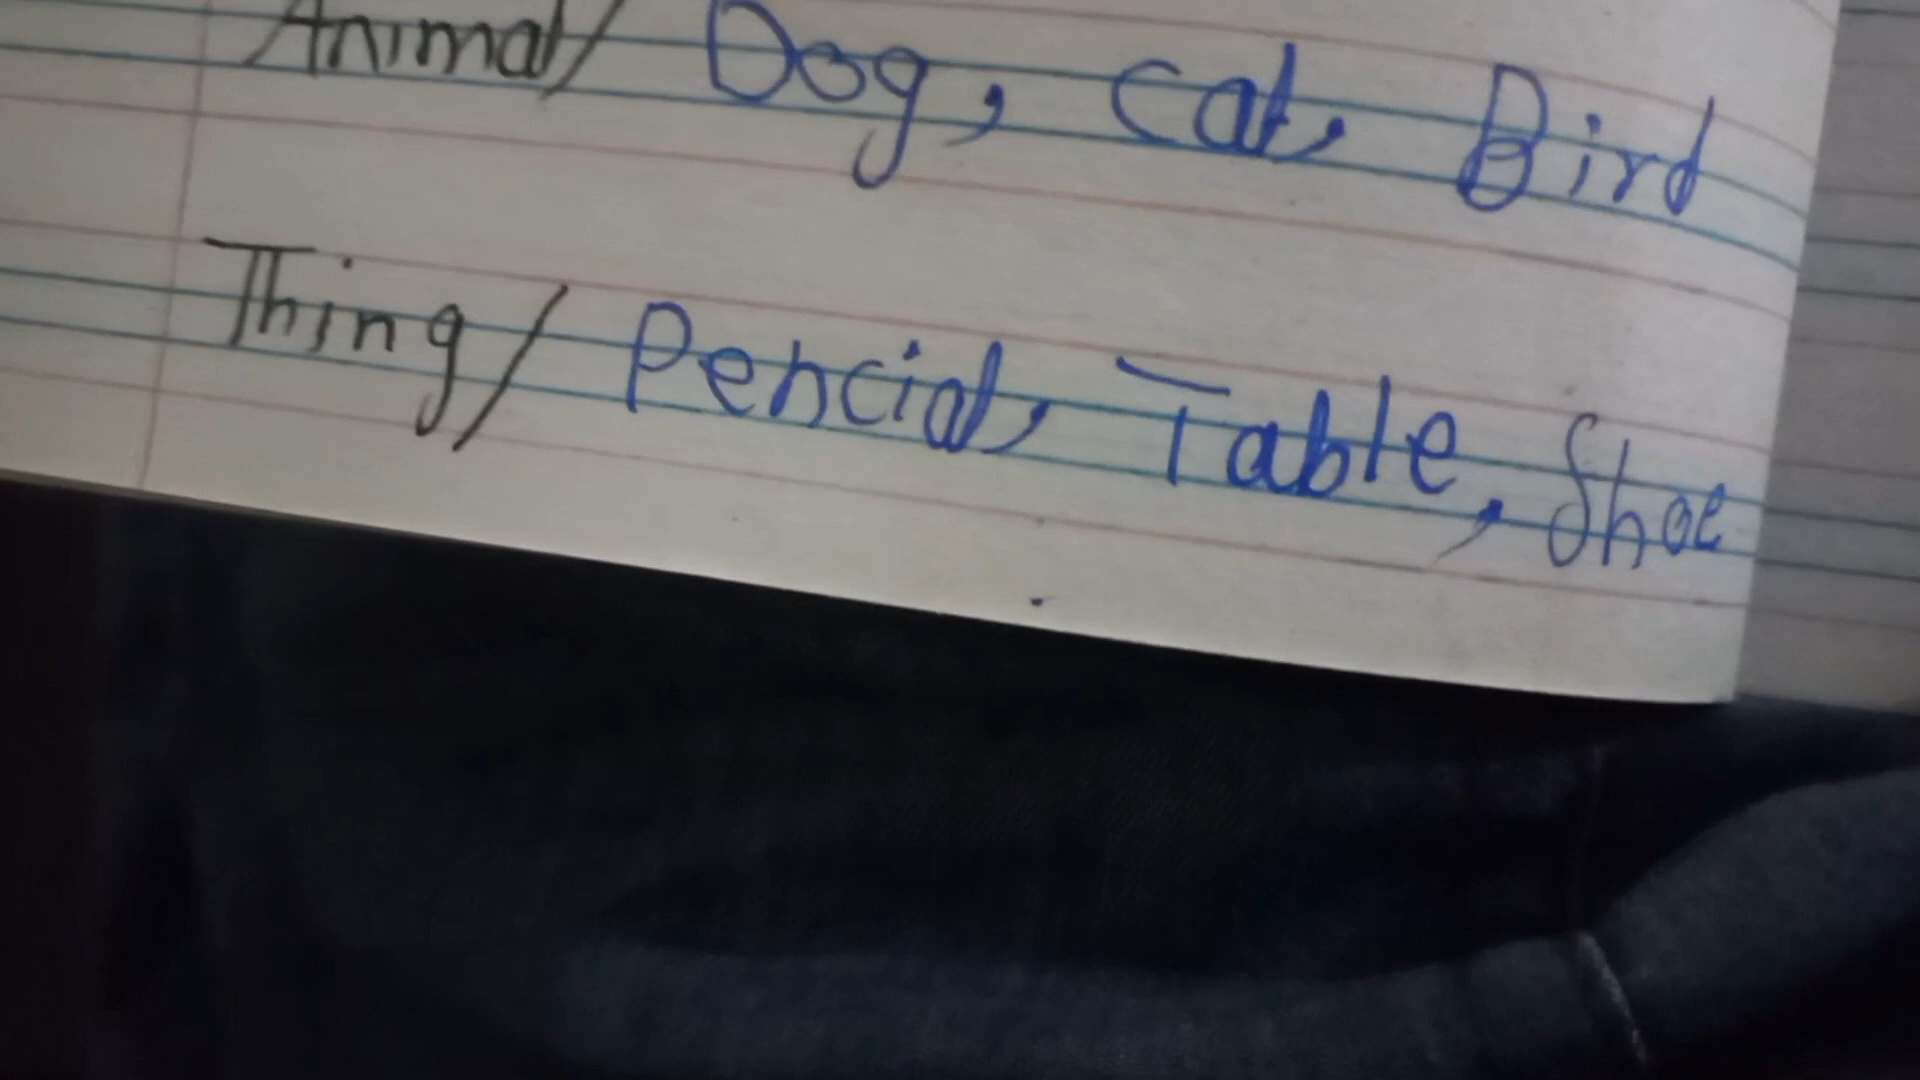 Animal/ Dog, Cat, Bird
Thing/ Pencial, Table, Shoe